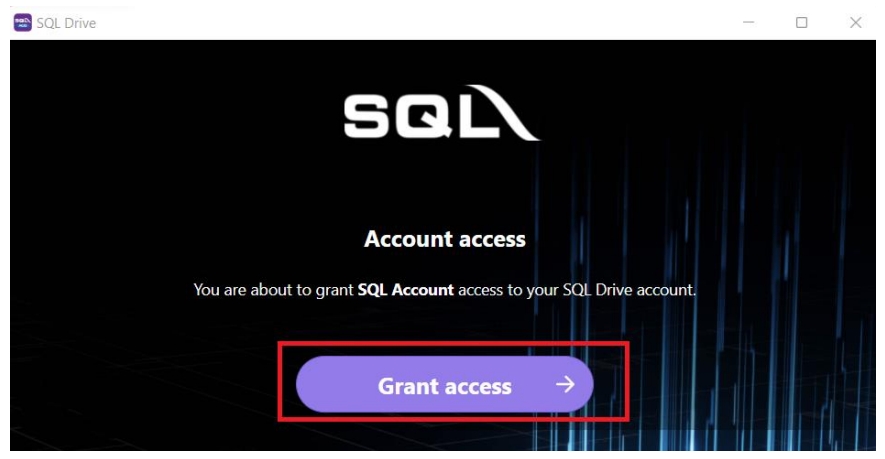 SQL Drive
SQL
Account access
You are about to grant SQL Account access to your SQL Drive account.
Grant access →